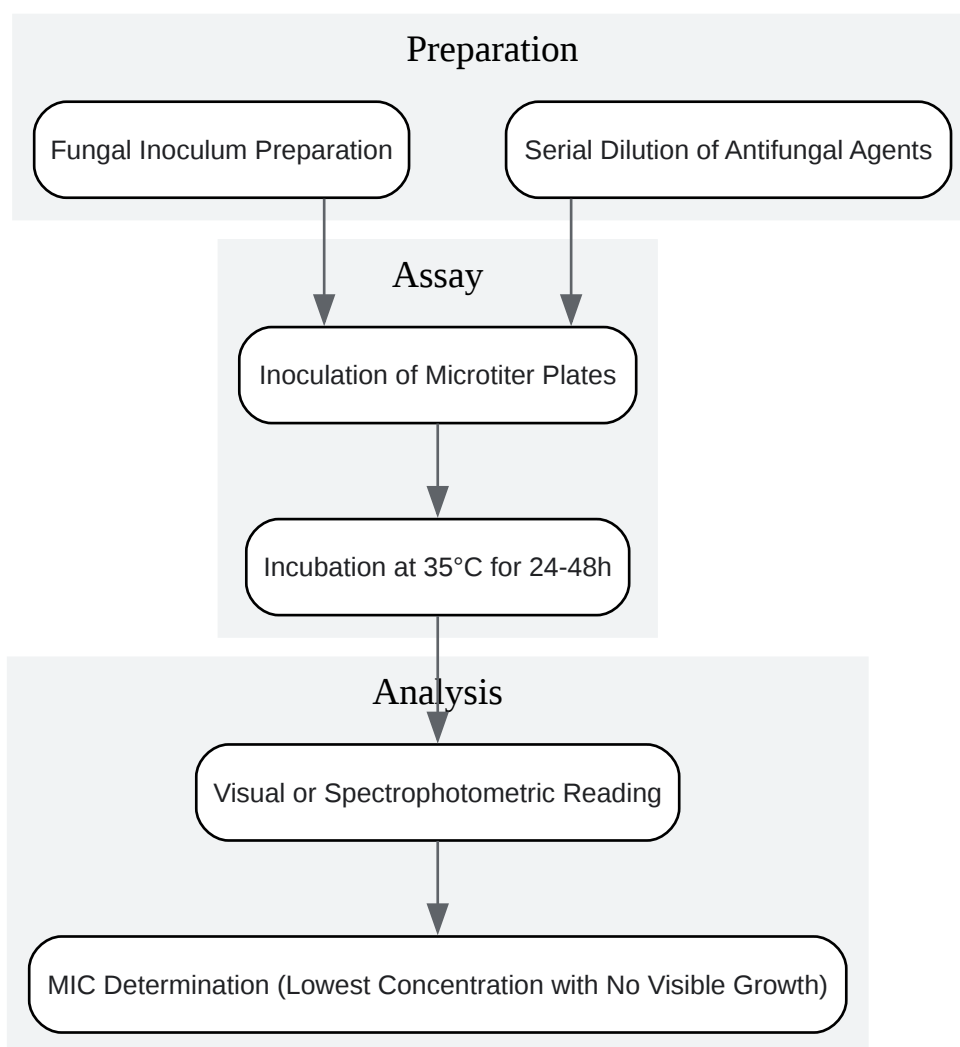 Preparation
Fungal Inoculum Preparation
Serial Dilution of Antifungal Agents
Assay
Inoculation of Microtiter Plates
Incubation at 35°C for 24-48h
Analysis
Visual or Spectrophotometric Reading
MIC Determination (Lowest Concentration with No Visible Growth)